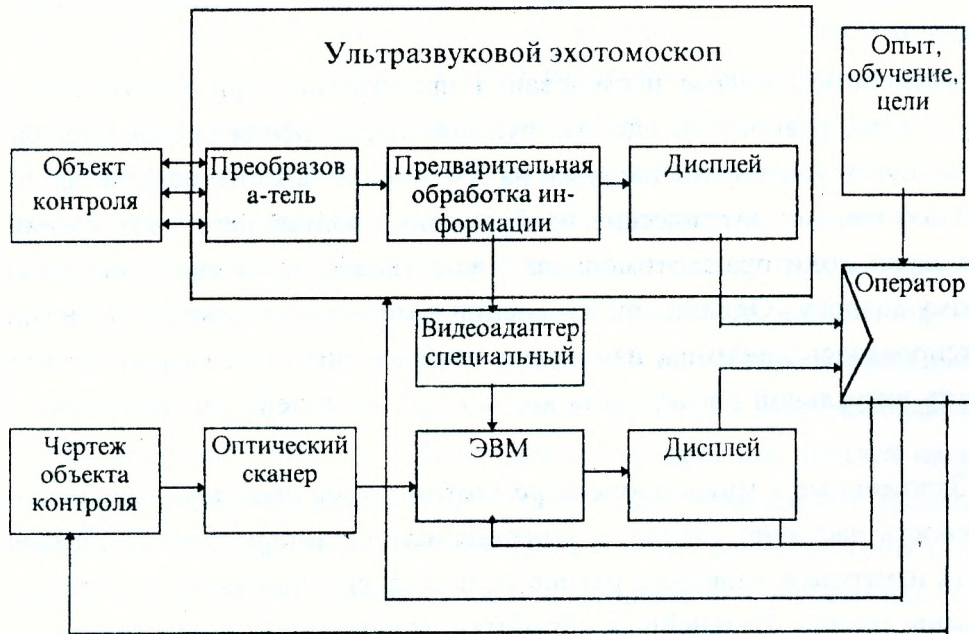 Ультразвуковой эхотомоскоп
Опыт,
обучение,
цели
Объект
контроля
Преобразов
а-тель
Предварительная
обработка ин-
формации
Дисплей
Оператор
Видеоадаптер
специальный
Чертеж
объекта
контроля
Оптический
сканер
ЭВМ
Дисплей